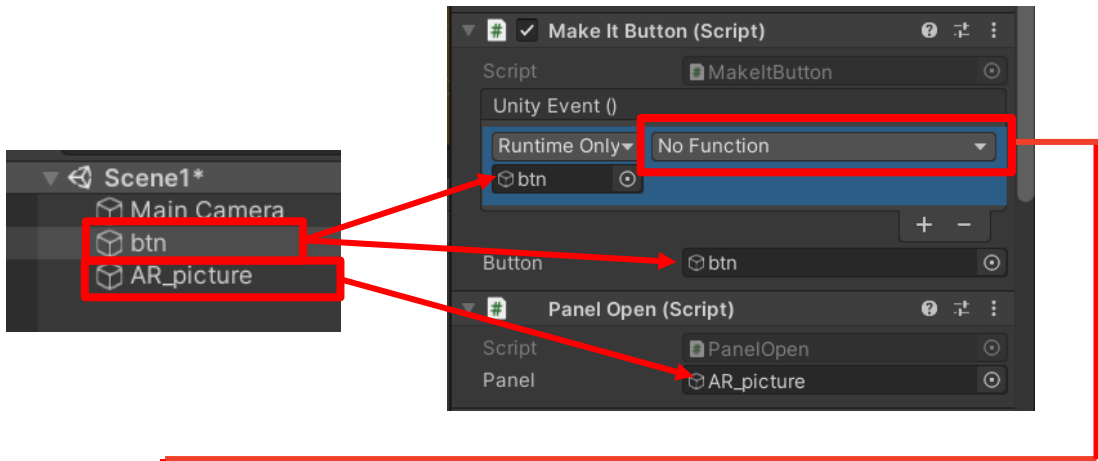 Scene1*
Main Camera
btn
AR_picture
# Make It Button (Script)
Script # MakeItButton
Unity Event ()
Runtime Only No Function
btn
+ −
Button btn
# Panel Open (Script)
Script # PanelOpen
Panel AR_picture